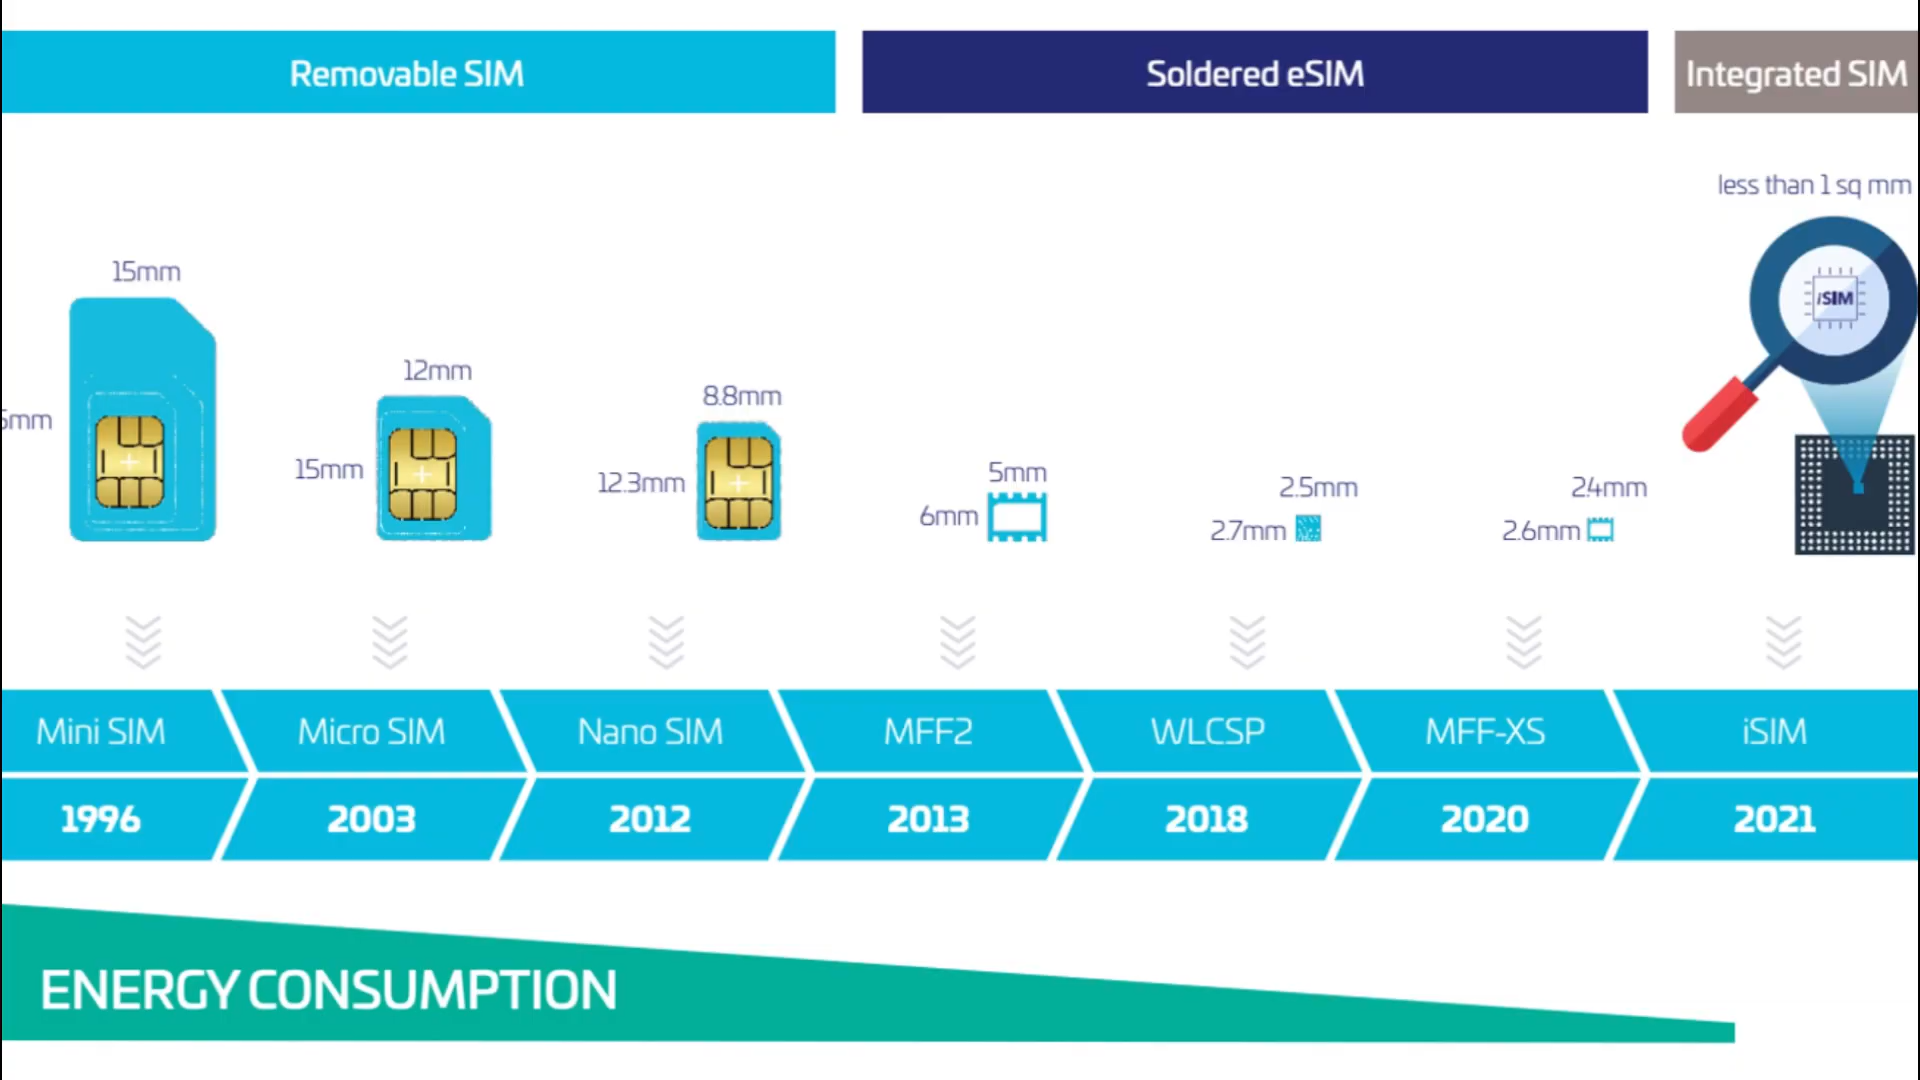 Removable SIM
Soldered eSIM
Integrated SIM
less than 1 sq mm
iSIM
15mm
5mm
12mm
15mm
8.8mm
12.3mm
5mm
6mm
2.5mm
2.7mm
2.4mm
2.6mm
Mini SIM
Micro SIM
Nano SIM
MFF2
WLCSP
MFF-XS
iSIM
1996
2003
2012
2013
2018
2020
2021
ENERGY CONSUMPTION